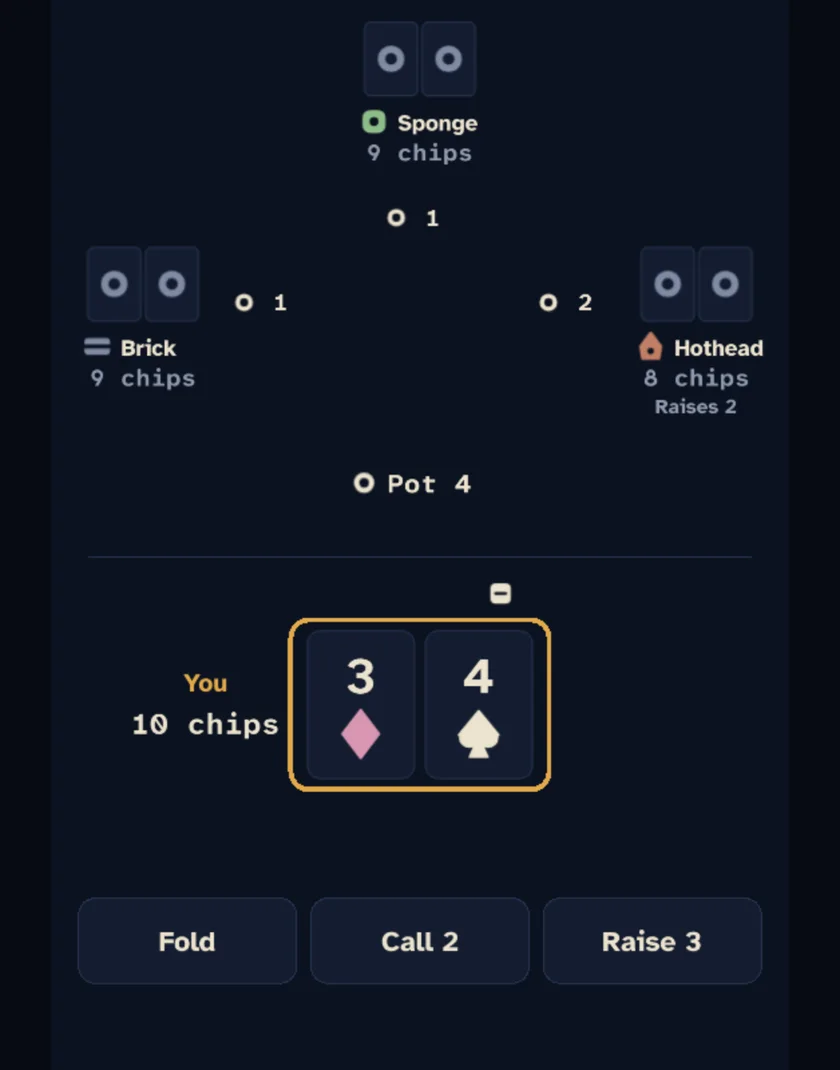 Sponge
9 chips
1
1
2
Brick
9 chips
Hothead
8 chips
Raises 2
Pot 4
You
10 chips
3
4
Fold
Call 2
Raise 3